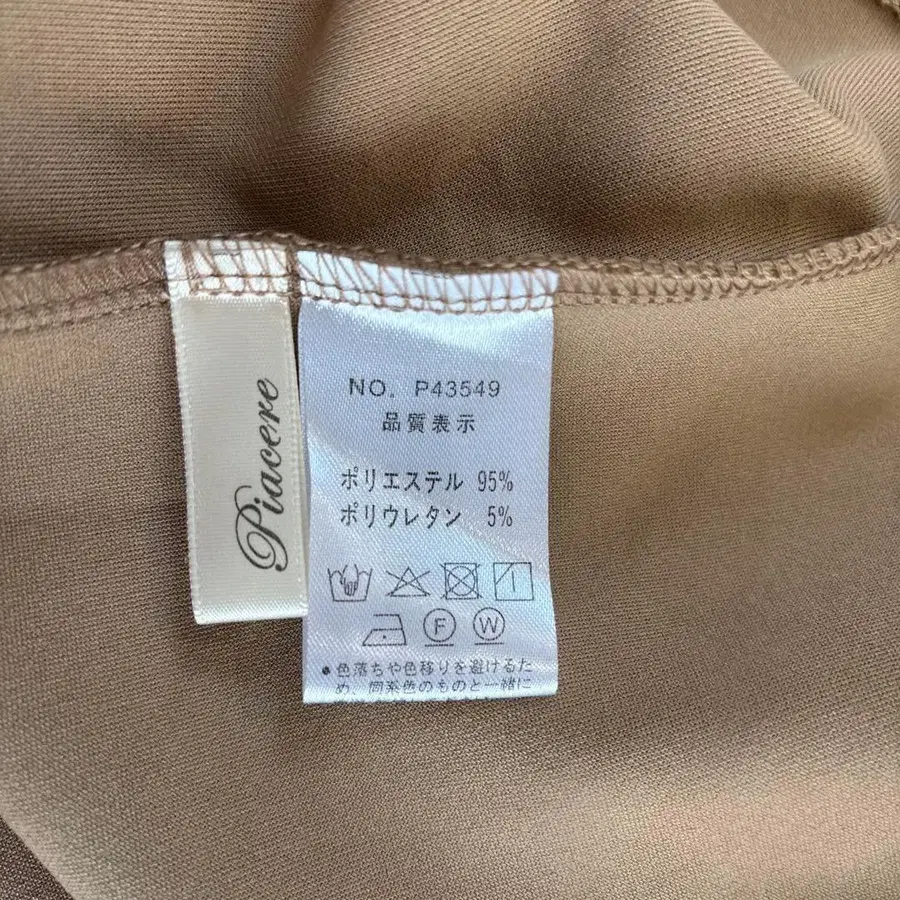 Piacere
NO. P43549
品質表示
ポリエステル 95%
ポリウレタン 5%
F W
●色落ちや色移りを避けるた
め、同系色のものと一緒に